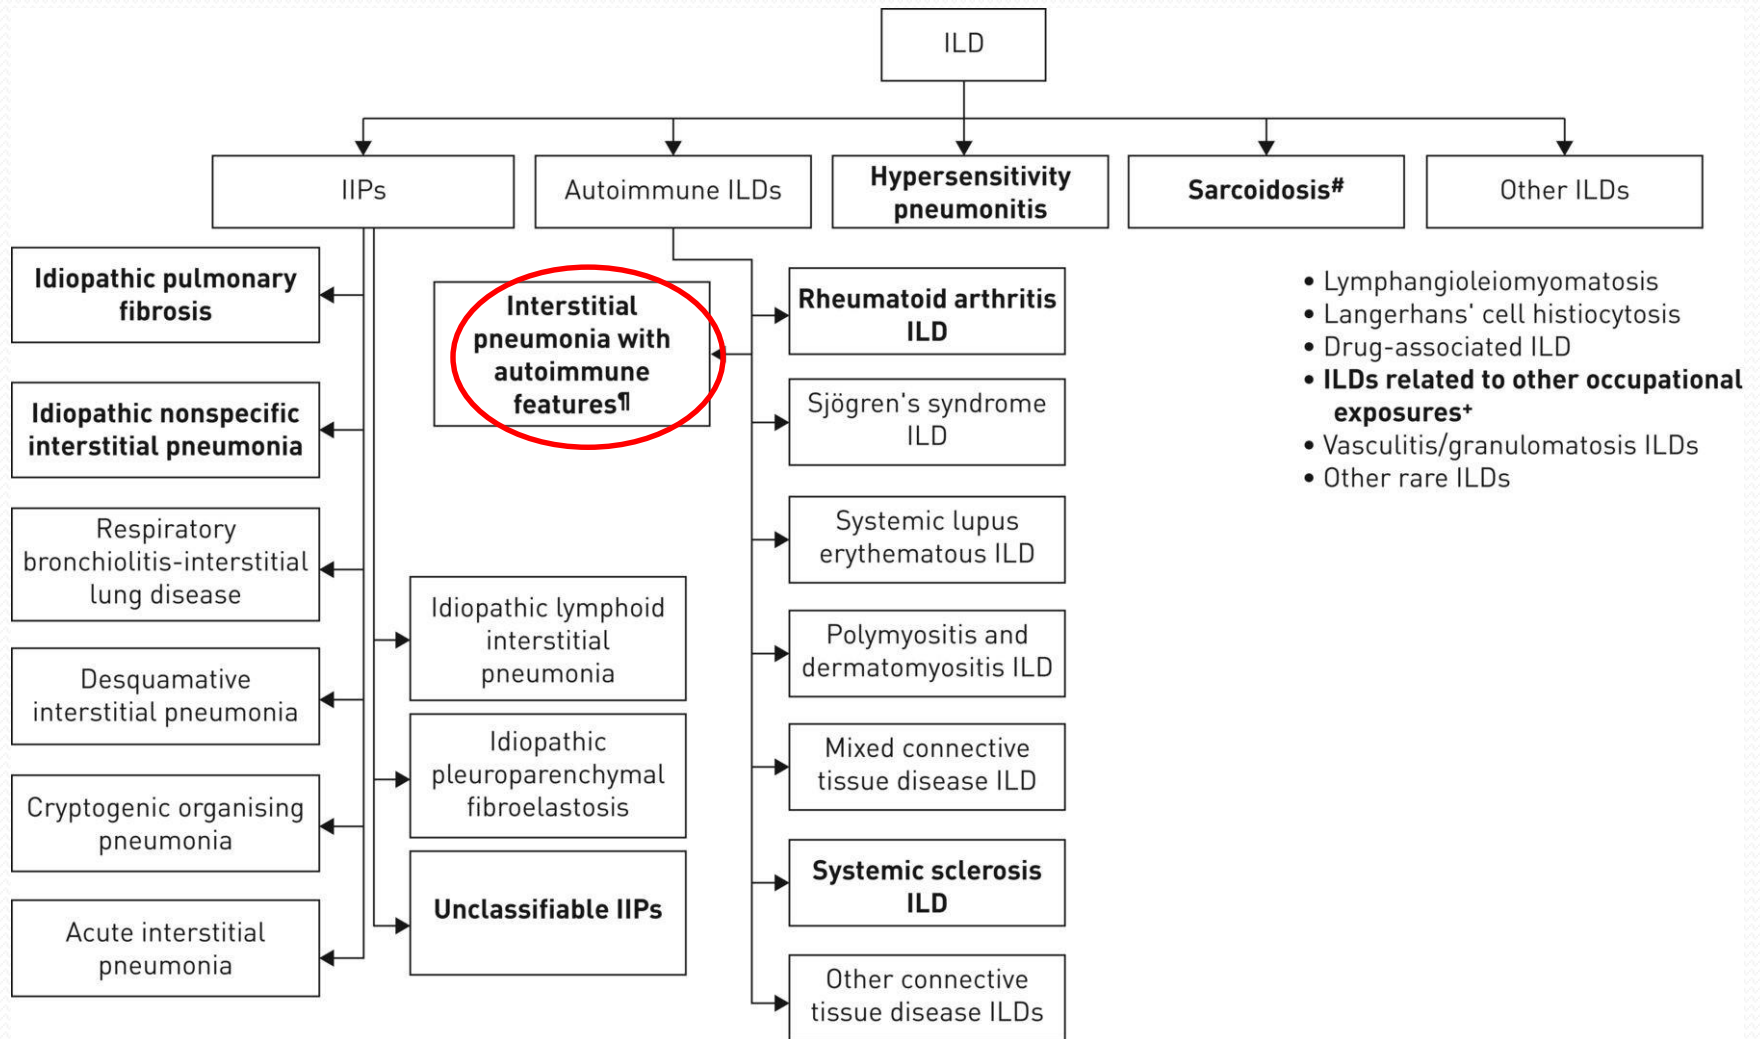 ILD
IIPs
Autoimmune ILDs
Hypersensitivity
pneumonitis
Sarcoidosis#
Other ILDs
Idiopathic pulmonary
fibrosis
Idiopathic nonspecific
interstitial pneumonia
Respiratory
bronchiolitis-interstitial
lung disease
Desquamative
interstitial pneumonia
Cryptogenic organising
pneumonia
Acute interstitial
pneumonia
Idiopathic lymphoid
interstitial
pneumonia
Idiopathic
pleuroparenchymal
fibroelastosis
Unclassifiable IIPs
Interstitial
pneumonia with
autoimmune
features¶
Rheumatoid arthritis
ILD
Sjögren's syndrome
ILD
Systemic lupus
erythematous ILD
Polymyositis and
dermatomyositis ILD
Mixed connective
tissue disease ILD
Systemic sclerosis
ILD
Other connective
tissue disease ILDs
• Lymphangioleiomyomatosis
• Langerhans' cell histiocytosis
• Drug-associated ILD
• ILDs related to other occupational
exposures+
• Vasculitis/granulomatosis ILDs
• Other rare ILDs